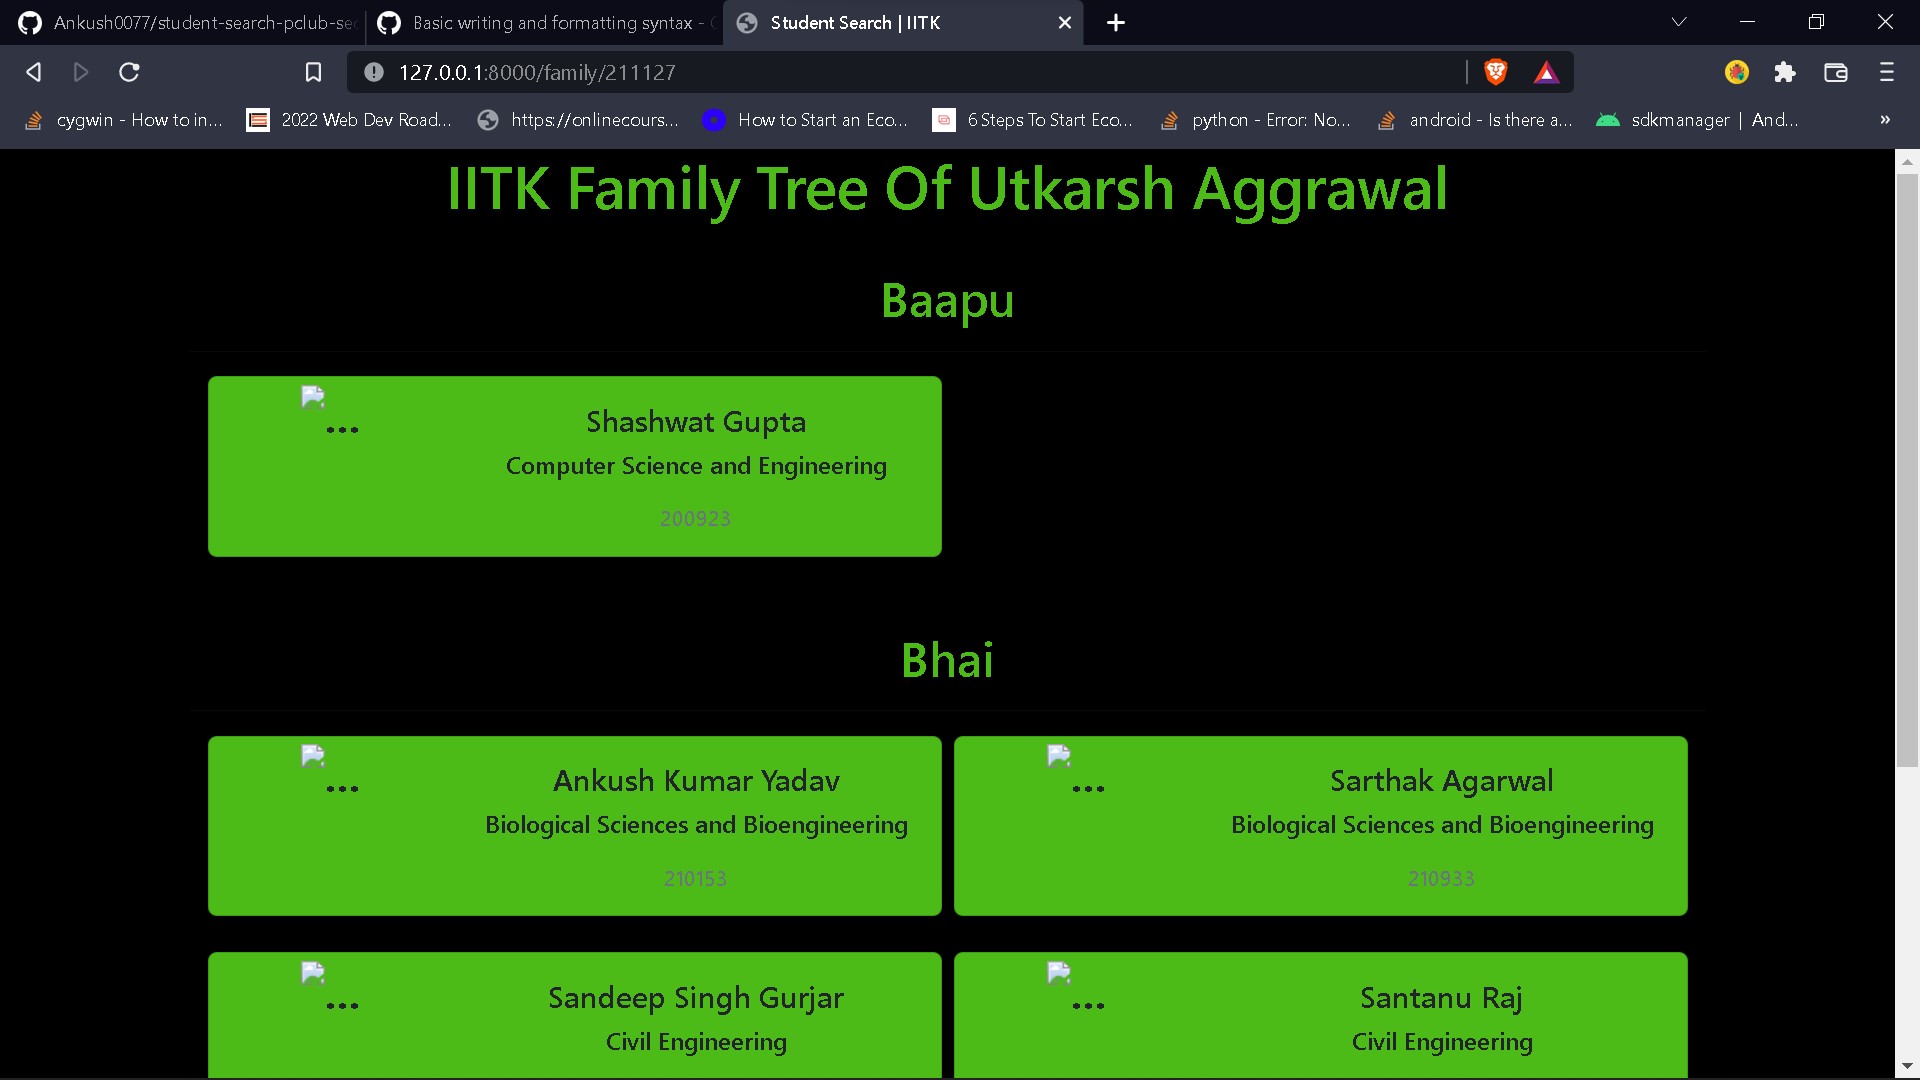 Ankush0077/student-search-pclub-sec
Basic writing and formatting syntax -
Student Search | IITK
127.0.0.1:8000/family/211127
cygwin - How to in...
2022 Web Dev Road...
https://onlinecours...
How to Start an Eco...
6 Steps To Start Eco...
python - Error: No...
android - Is there a...
sdkmanager | And...
»
IITK Family Tree Of Utkarsh Aggrawal
Baapu
...
Shashwat Gupta
Computer Science and Engineering
200923
Bhai
...
Ankush Kumar Yadav
Biological Sciences and Bioengineering
210153
...
Sarthak Agarwal
Biological Sciences and Bioengineering
210933
...
Sandeep Singh Gurjar
Civil Engineering
...
Santanu Raj
Civil Engineering